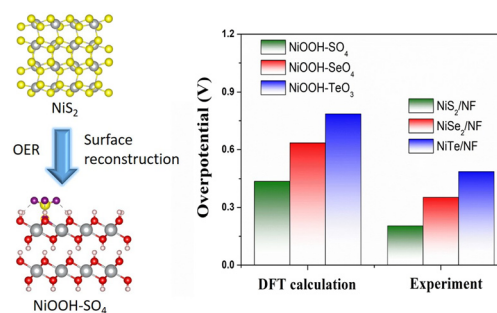 NiS₂
OER
Surface
reconstruction
NiOOH-SO₄
Overpotential (V)
1.2
0.9
0.6
0.3
0.0
NiOOH-SO₄
NiOOH-SeO₄
NiOOH-TeO₃
NiS₂/NF
NiSe₂/NF
NiTe/NF
DFT calculation
Experiment